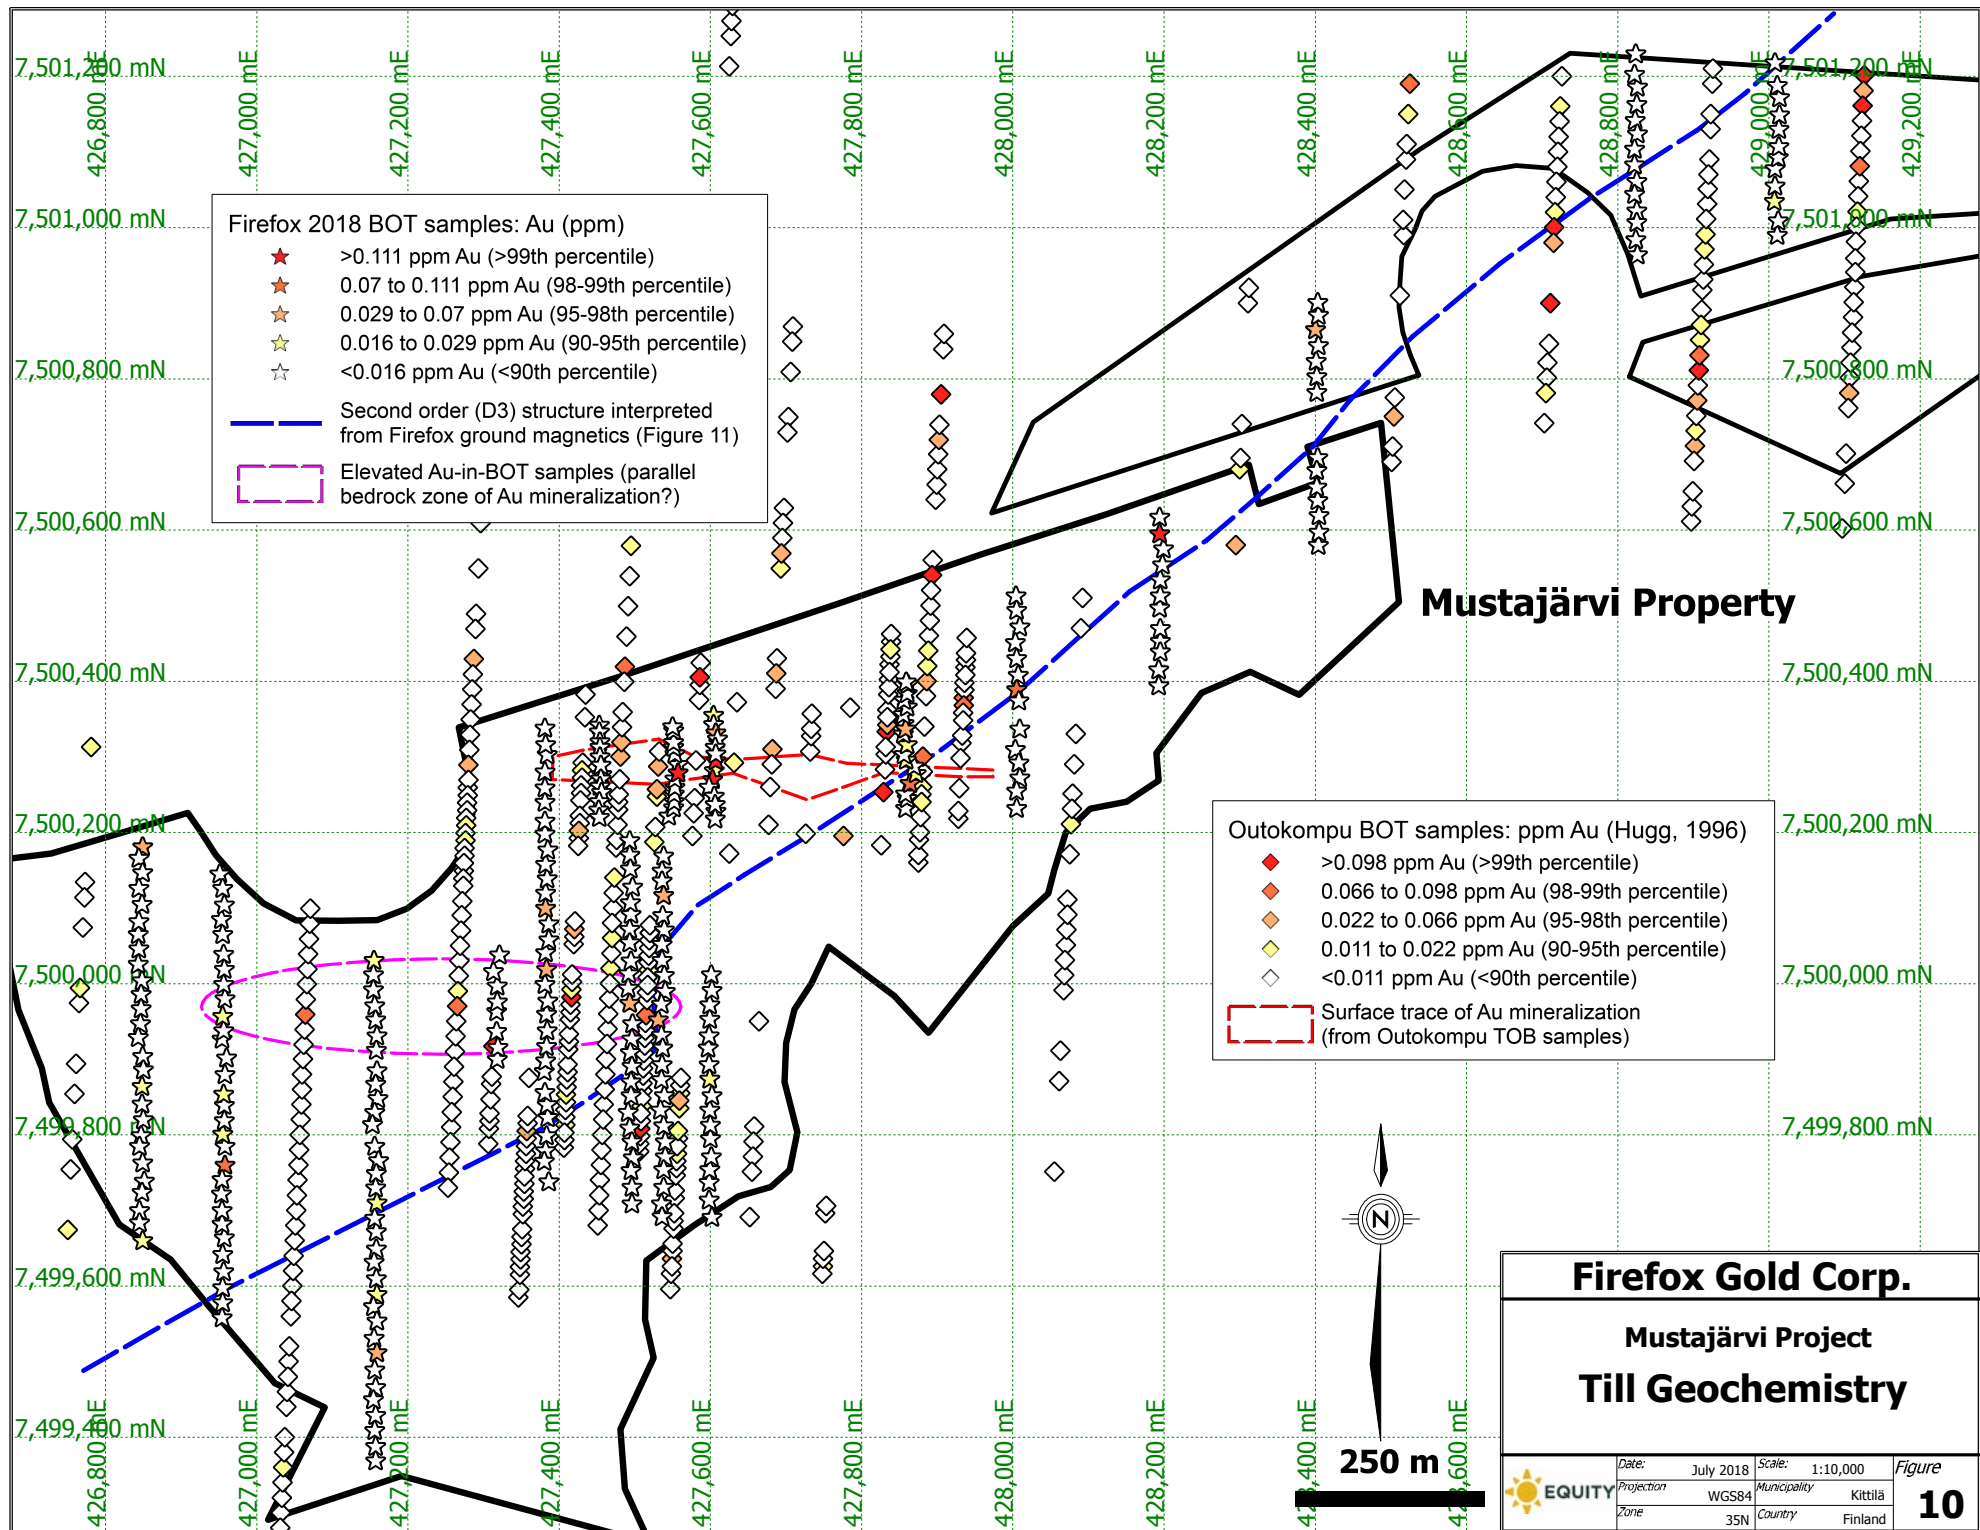 426,800 mE
427,000 mE
427,200 mE
427,400 mE
427,600 mE
427,800 mE
428,000 mE
428,200 mE
428,400 mE
428,600 mE
428,800 mE
429,000 mE
429,200 mE
7,501,200 mN
7,501,200 mN
7,501,000 mN
7,501,000 mN
7,500,800 mN
7,500,800 mN
7,500,600 mN
7,500,600 mN
7,500,400 mN
7,500,400 mN
7,500,200 mN
7,500,200 mN
7,500,000 mN
7,500,000 mN
7,499,800 mN
7,499,800 mN
7,499,600 mN
7,499,400 mN
Firefox 2018 BOT samples: Au (ppm)
>0.111 ppm Au (>99th percentile)
0.07 to 0.111 ppm Au (98-99th percentile)
0.029 to 0.07 ppm Au (95-98th percentile)
0.016 to 0.029 ppm Au (90-95th percentile)
<0.016 ppm Au (<90th percentile)
Second order (D3) structure interpreted
from Firefox ground magnetics (Figure 11)
Elevated Au-in-BOT samples (parallel
bedrock zone of Au mineralization?)
Mustajärvi Property
Outokompu BOT samples: ppm Au (Hugg, 1996)
>0.098 ppm Au (>99th percentile)
0.066 to 0.098 ppm Au (98-99th percentile)
0.022 to 0.066 ppm Au (95-98th percentile)
0.011 to 0.022 ppm Au (90-95th percentile)
<0.011 ppm Au (<90th percentile)
Surface trace of Au mineralization
(from Outokompu TOB samples)
N
250 m
426,800 mE
427,000 mE
427,200 mE
427,400 mE
427,600 mE
427,800 mE
428,000 mE
428,200 mE
428,400 mE
428,600 mE
Firefox Gold Corp.
Mustajärvi Project
Till Geochemistry
EQUITY
Date: July 2018 Scale: 1:10,000
Projection WGS84 Municipality Kittilä
Zone 35N Country Finland
Figure
10